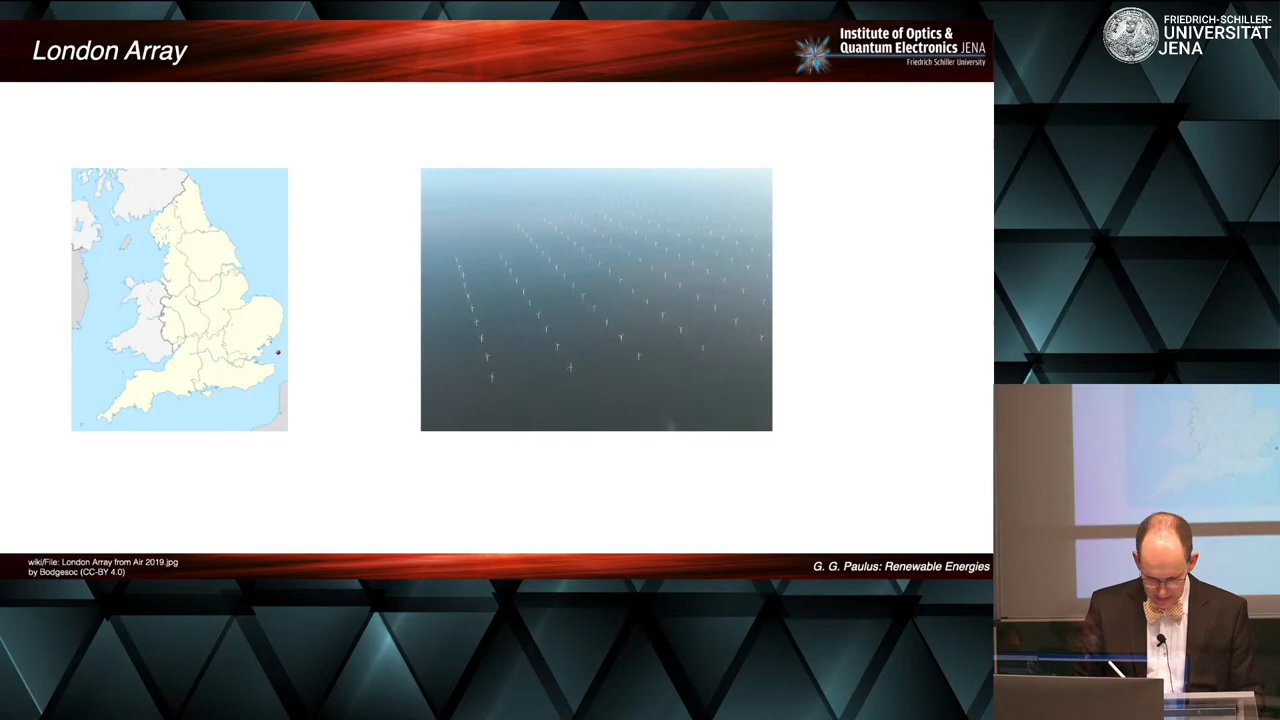 London Array
Institute of Optics &
Quantum Electronics JENA
Friedrich Schiller University
FRIEDRICH-SCHILLER-
UNIVERSITÄT
JENA
wiki/File: London Array from Air 2019.jpg
by Bodgesoc (CC-BY 4.0)
G. G. Paulus: Renewable Energies